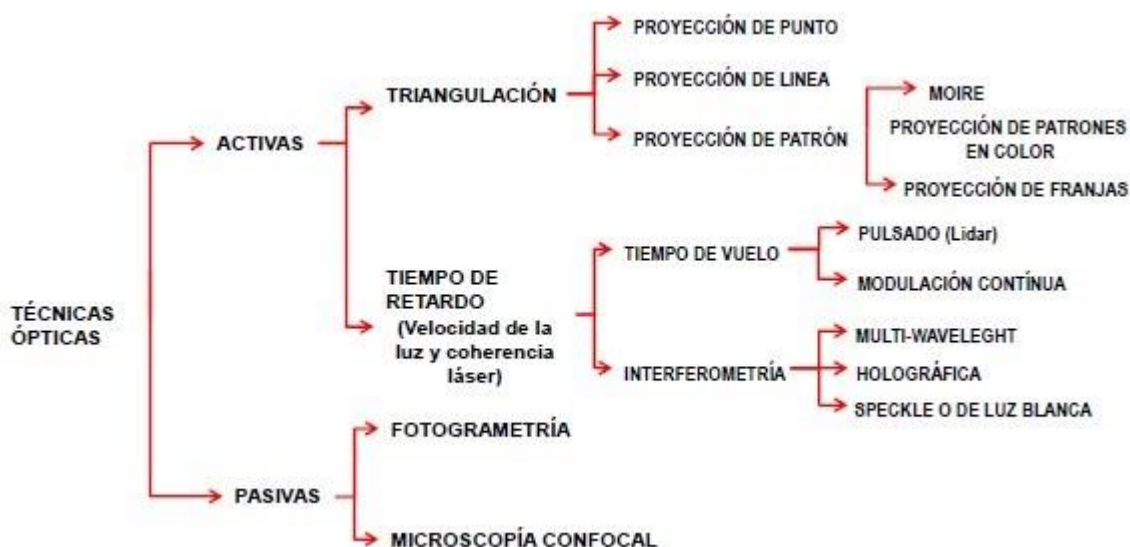 TÉCNICAS
ÓPTICAS
ACTIVAS
TRIANGULACIÓN
PROYECCIÓN DE PUNTO
PROYECCIÓN DE LINEA
PROYECCIÓN DE PATRÓN
MOIRE
PROYECCIÓN DE PATRONES
EN COLOR
PROYECCIÓN DE FRANJAS
TIEMPO DE
RETARDO
(Velocidad de la
luz y coherencia
láser)
TIEMPO DE VUELO
PULSADO (Lidar)
MODULACIÓN CONTÍNUA
INTERFEROMETRÍA
MULTI-WAVELEGHT
HOLOGRÁFICA
SPECKLE O DE LUZ BLANCA
PASIVAS
FOTOGRAMETRÍA
MICROSCOPÍA CONFOCAL